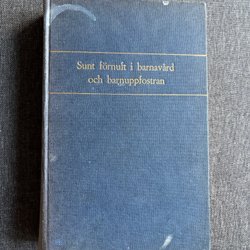 Sunt förnuft i barnavård
och barnuppfostran